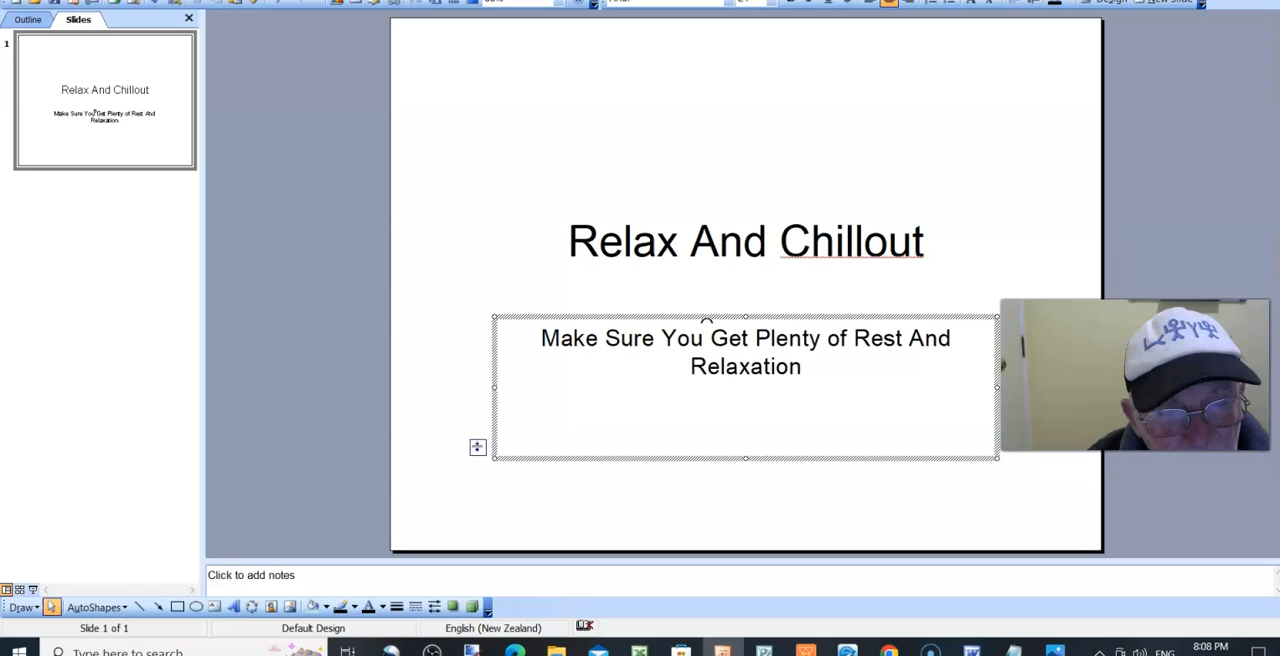 Outline
Slides
1
Relax And Chillout
Make Sure You Get Plenty of Rest And
Relaxation
Relax And Chillout
Make Sure You Get Plenty of Rest And
Relaxation
Click to add notes
Draw
AutoShapes
Slide 1 of 1
Default Design
English (New Zealand)
Type here to search
ENG
8:08 PM